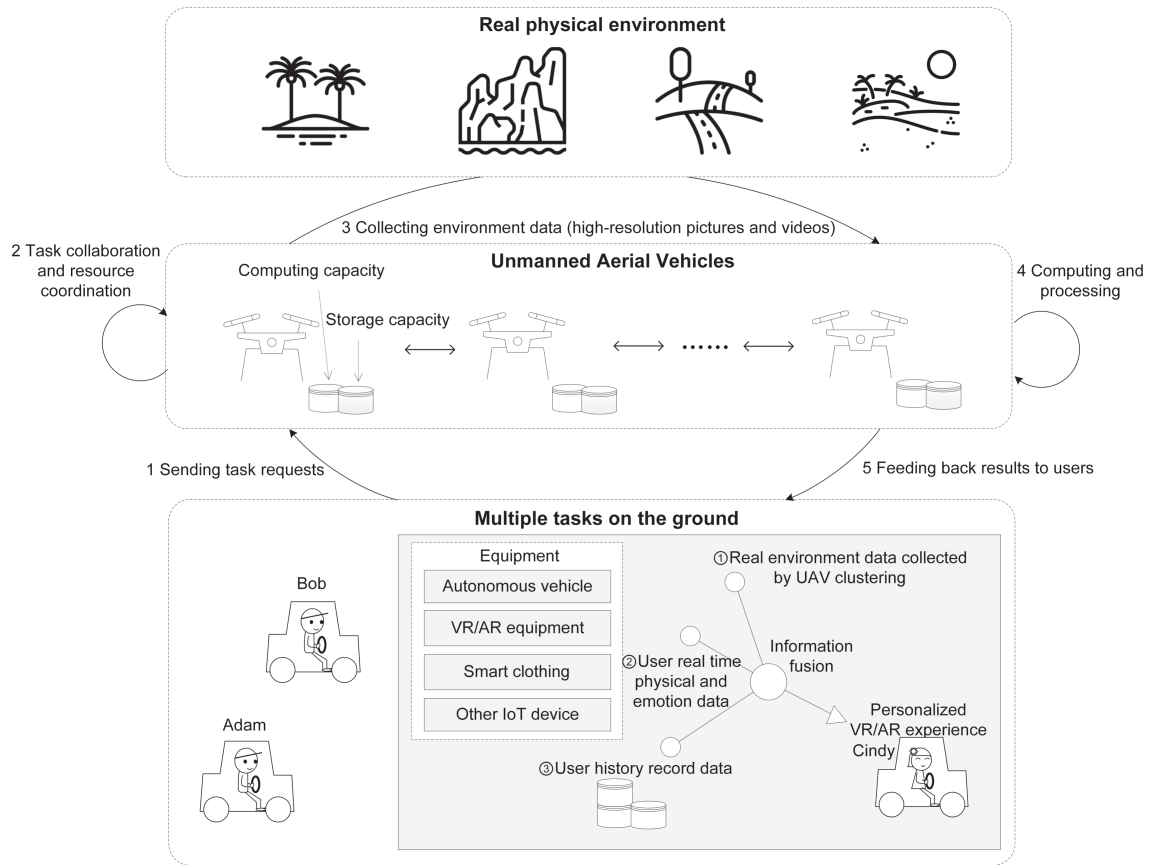 Real physical environment
3 Collecting environment data (high-resolution pictures and videos)
2 Task collaboration
and resource
coordination
Unmanned Aerial Vehicles
Computing capacity
Storage capacity
......
4 Computing and
processing
1 Sending task requests
5 Feeding back results to users
Multiple tasks on the ground
Bob
Adam
Equipment
Autonomous vehicle
VR/AR equipment
Smart clothing
Other IoT device
①Real environment data collected
by UAV clustering
Information
fusion
②User real time
physical and
emotion data
③User history record data
Personalized
VR/AR experience
Cindy